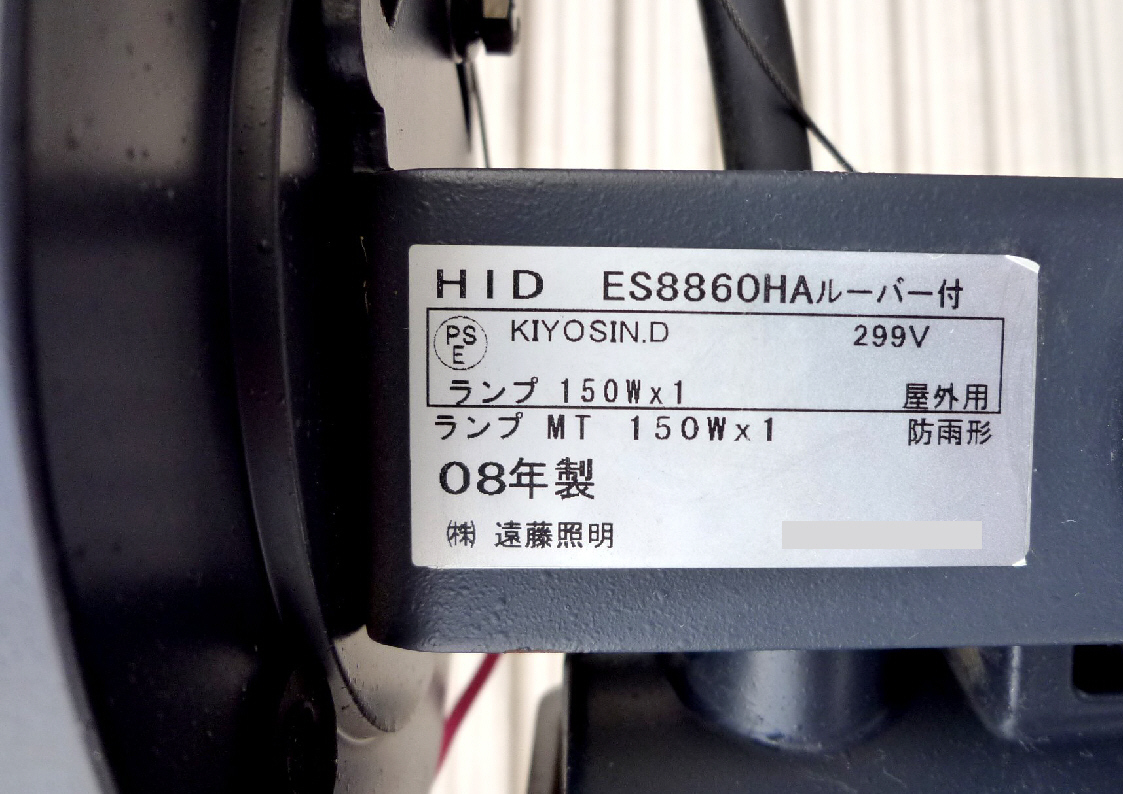 HID ES8860HAルーバー付
PSE KIYOSIN.D 299V
ランプ 150Wx1 屋外用
ランプ MT 150Wx1 防雨形
08年製
㈱ 遠藤照明